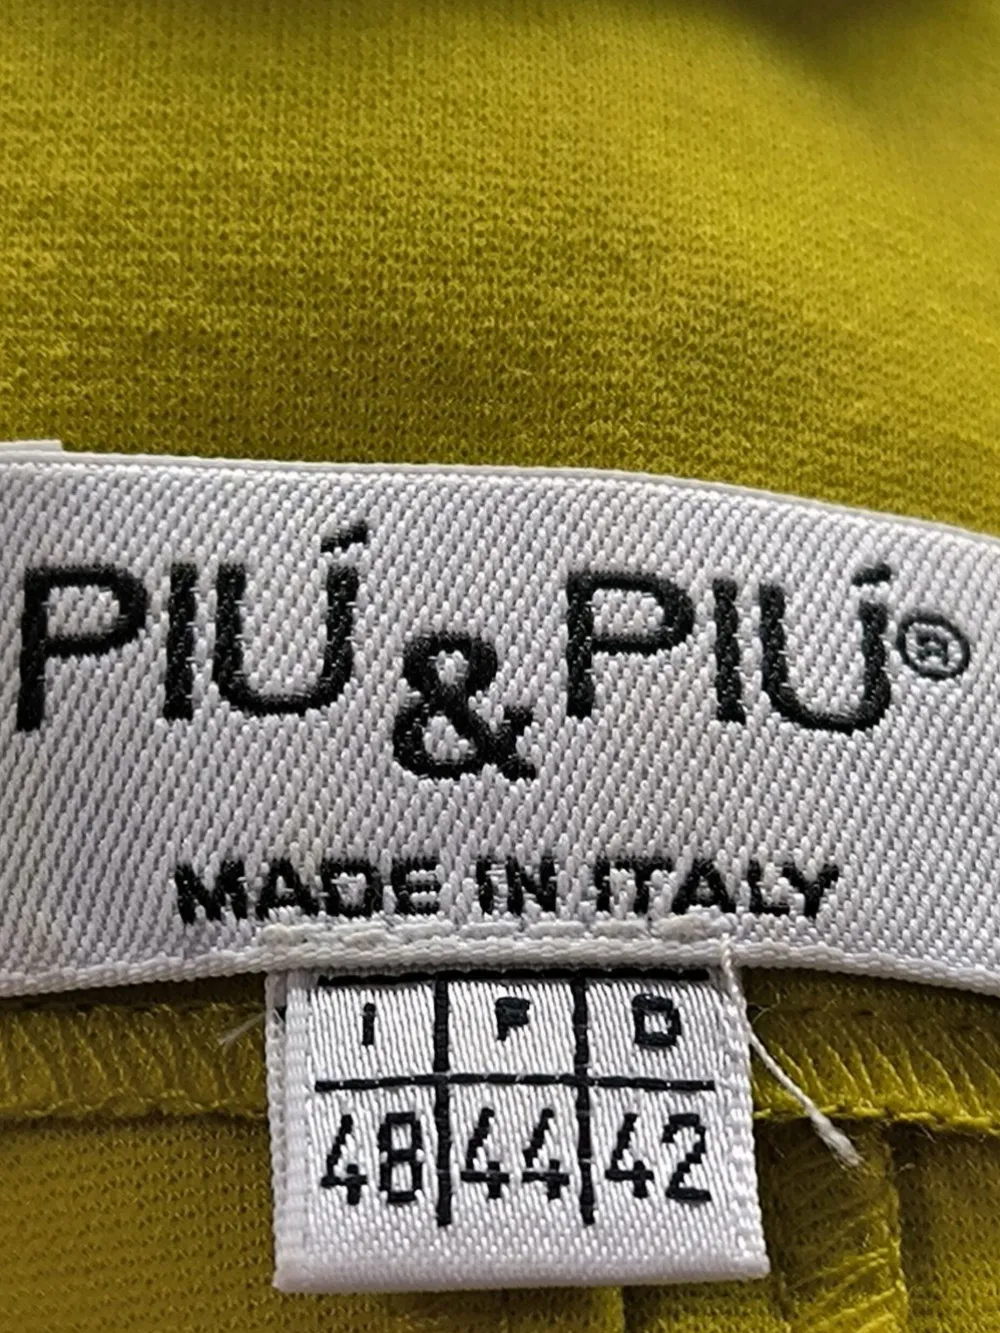 PIÚ & PIÚ®
MADE IN ITALY
I F D
48 44 42